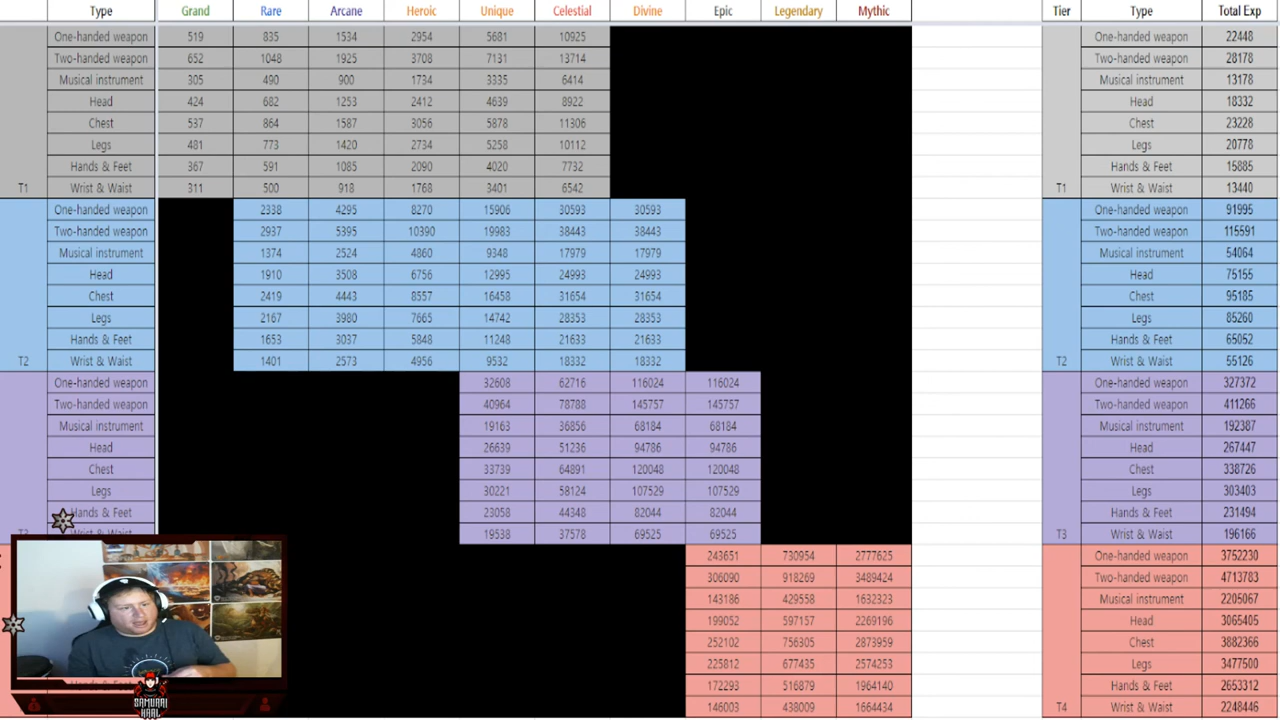 Type Grand Rare Arcane Heroic Unique Celestial Divine Epic Legendary Mythic Tier Type Total Exp
One-handed weapon 519 835 1534 2954 5681 10925 One-handed weapon 22448
Two-handed weapon 652 1048 1925 3708 7131 13714 Two-handed weapon 28178
Musical instrument 305 490 900 1734 3335 6414 Musical instrument 13178
Head 424 682 1253 2412 4639 8922 Head 18332
Chest 537 864 1587 3056 5878 11306 Chest 23228
Legs 481 773 1420 2734 5258 10112 Legs 20778
Hands & Feet 367 591 1085 2090 4020 7732 Hands & Feet 15885
T1 Wrist & Waist 311 500 918 1768 3401 6542 T1 Wrist & Waist 13440
One-handed weapon 2338 4295 8270 15906 30593 30593 One-handed weapon 91995
Two-handed weapon 2937 5395 10390 19983 38443 38443 Two-handed weapon 115591
Musical instrument 1374 2524 4860 9348 17979 17979 Musical instrument 54064
Head 1910 3508 6756 12995 24993 24993 Head 75155
Chest 2419 4443 8557 16458 31654 31654 Chest 95185
Legs 2167 3980 7665 14742 28353 28353 Legs 85260
Hands & Feet 1653 3037 5848 11248 21633 21633 Hands & Feet 65052
T2 Wrist & Waist 1401 2573 4956 9532 18332 18332 T2 Wrist & Waist 55126
One-handed weapon 32608 62716 116024 116024 One-handed weapon 327372
Two-handed weapon 40964 78788 145757 145757 Two-handed weapon 411266
Musical instrument 19163 36856 68184 68184 Musical instrument 192387
Head 26639 51236 94786 94786 Head 267447
Chest 33739 64891 120048 120048 Chest 338726
Legs 30221 58124 107529 107529 Legs 303403
Hands & Feet 23058 44348 82044 82044 Hands & Feet 231494
T3 Wrist & Waist 19538 37578 69525 69525 T3 Wrist & Waist 196166
243651 730954 2777625 One-handed weapon 3752230
306090 918269 3489424 Two-handed weapon 4713783
143186 429558 1632323 Musical instrument 2205067
199052 597157 2269196 Head 3065405
252102 756305 2873959 Chest 3882366
225812 677435 2574253 Legs 3477500
Hands & Feet 172293 516879 1964140 Hands & Feet 2653312
146003 438009 1664434 T4 Wrist & Waist 2248446
SAMURAI
KARL